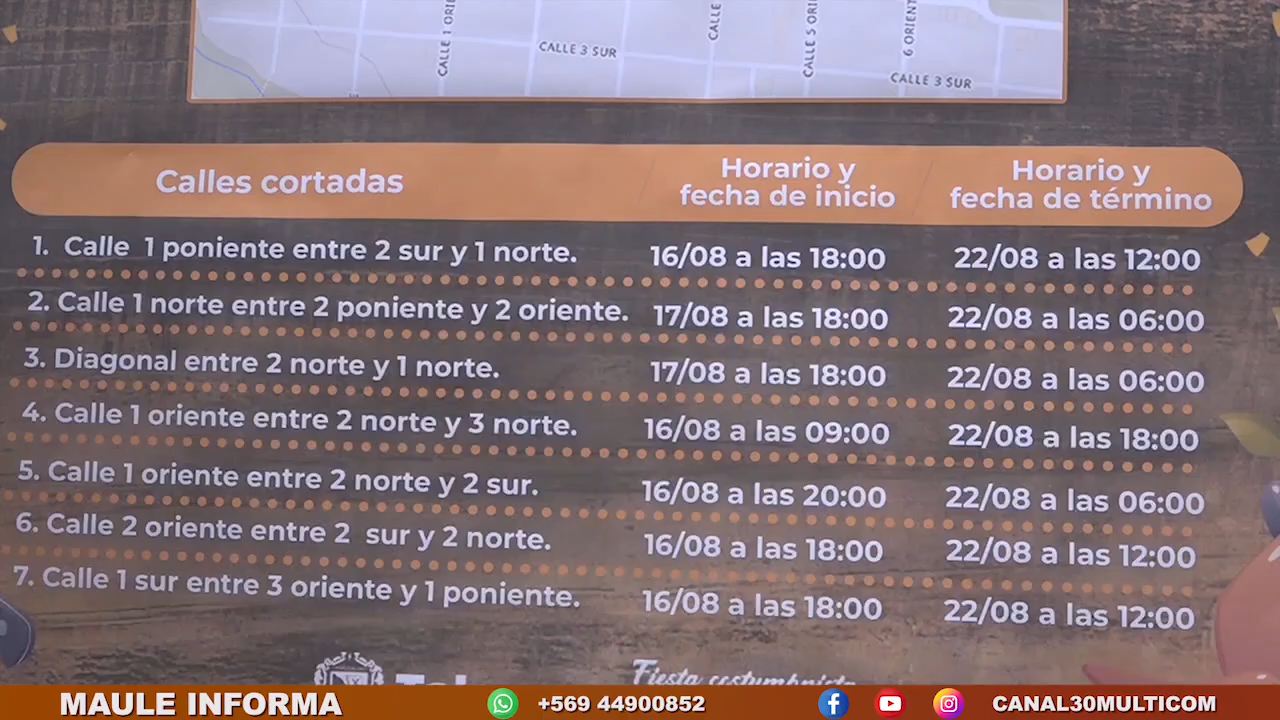 CALLE 1 ORI
CALLE 3 SUR
CALLE
CALLE 5 ORI
6 ORIENT
CALLE 3 SUR
Calles cortadas
Horario y
fecha de inicio
Horario y
fecha de término
1. Calle 1 poniente entre 2 sur y 1 norte. 16/08 a las 18:00 22/08 a las 12:00
2. Calle 1 norte entre 2 poniente y 2 oriente. 17/08 a las 18:00 22/08 a las 06:00
3. Diagonal entre 2 norte y 1 norte. 17/08 a las 18:00 22/08 a las 06:00
4. Calle 1 oriente entre 2 norte y 3 norte. 16/08 a las 09:00 22/08 a las 18:00
5. Calle 1 oriente entre 2 norte y 2 sur. 16/08 a las 20:00 22/08 a las 06:00
6. Calle 2 oriente entre 2 sur y 2 norte. 16/08 a las 18:00 22/08 a las 12:00
7. Calle 1 sur entre 3 oriente y 1 poniente. 16/08 a las 18:00 22/08 a las 12:00
Fiesta costumbrista
MAULE INFORMA +569 44900852 CANAL30MULTICOM